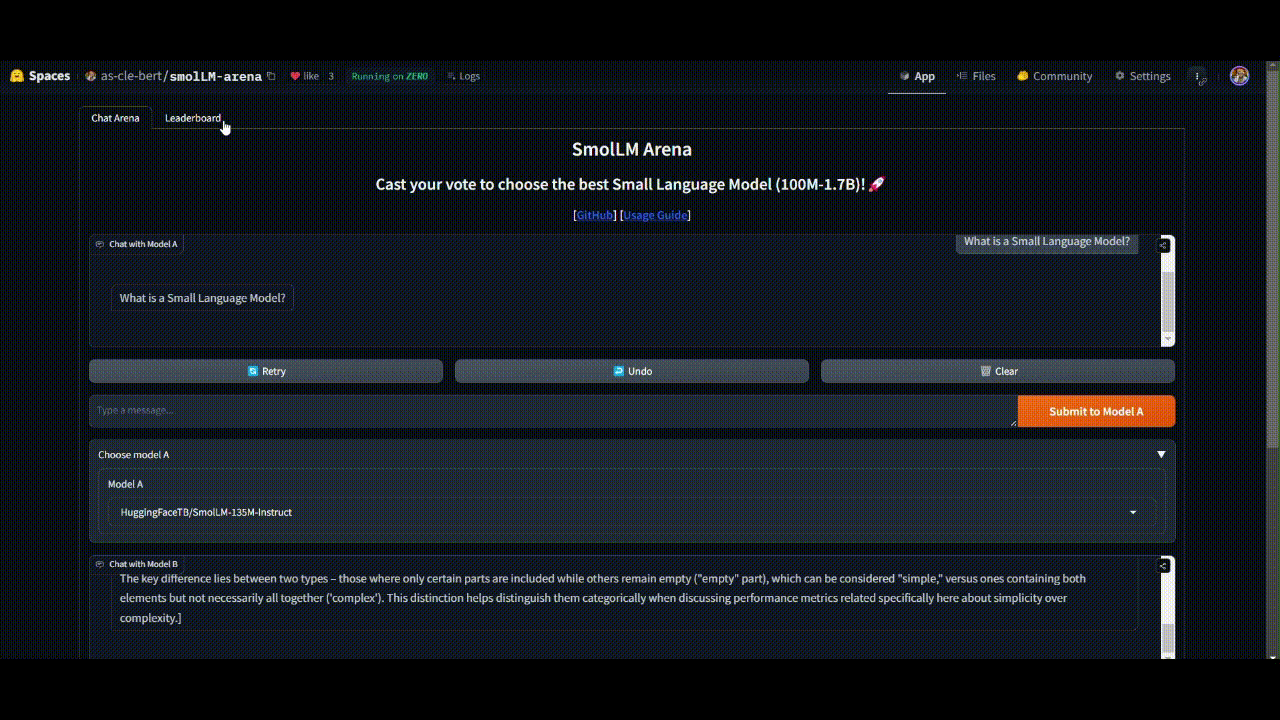 Spaces as-cle-bert/smolLM-arena like 3 Running on ZERO Logs App Files Community Settings
Chat Arena Leaderboard
SmolLM Arena
Cast your vote to choose the best Small Language Model (100M-1.7B)! 🚀
[GitHub] [Usage Guide]
Chat with Model A
What is a Small Language Model?
What is a Small Language Model?
Retry Undo Clear
Type a message...
Submit to Model A
Choose model A
Model A
HuggingFaceTB/SmolLM-135M-Instruct
Chat with Model B
The key difference lies between two types – those where only certain parts are included while others remain empty ("empty" part), which can be considered "simple," versus ones containing both
elements but not necessarily all together ('complex'). This distinction helps distinguish them categorically when discussing performance metrics related specifically here about simplicity over
complexity.]